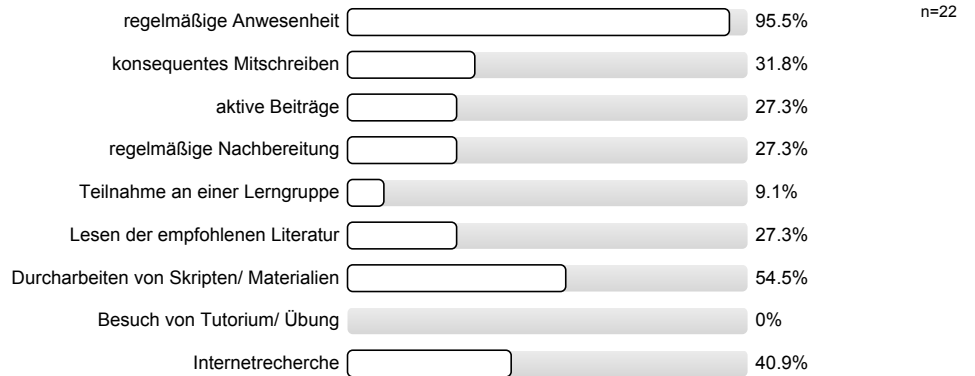 regelmäßige Anwesenheit 95.5% n=22
konsequentes Mitschreiben 31.8%
aktive Beiträge 27.3%
regelmäßige Nachbereitung 27.3%
Teilnahme an einer Lerngruppe 9.1%
Lesen der empfohlenen Literatur 27.3%
Durcharbeiten von Skripten/ Materialien 54.5%
Besuch von Tutorium/ Übung 0%
Internetrecherche 40.9%